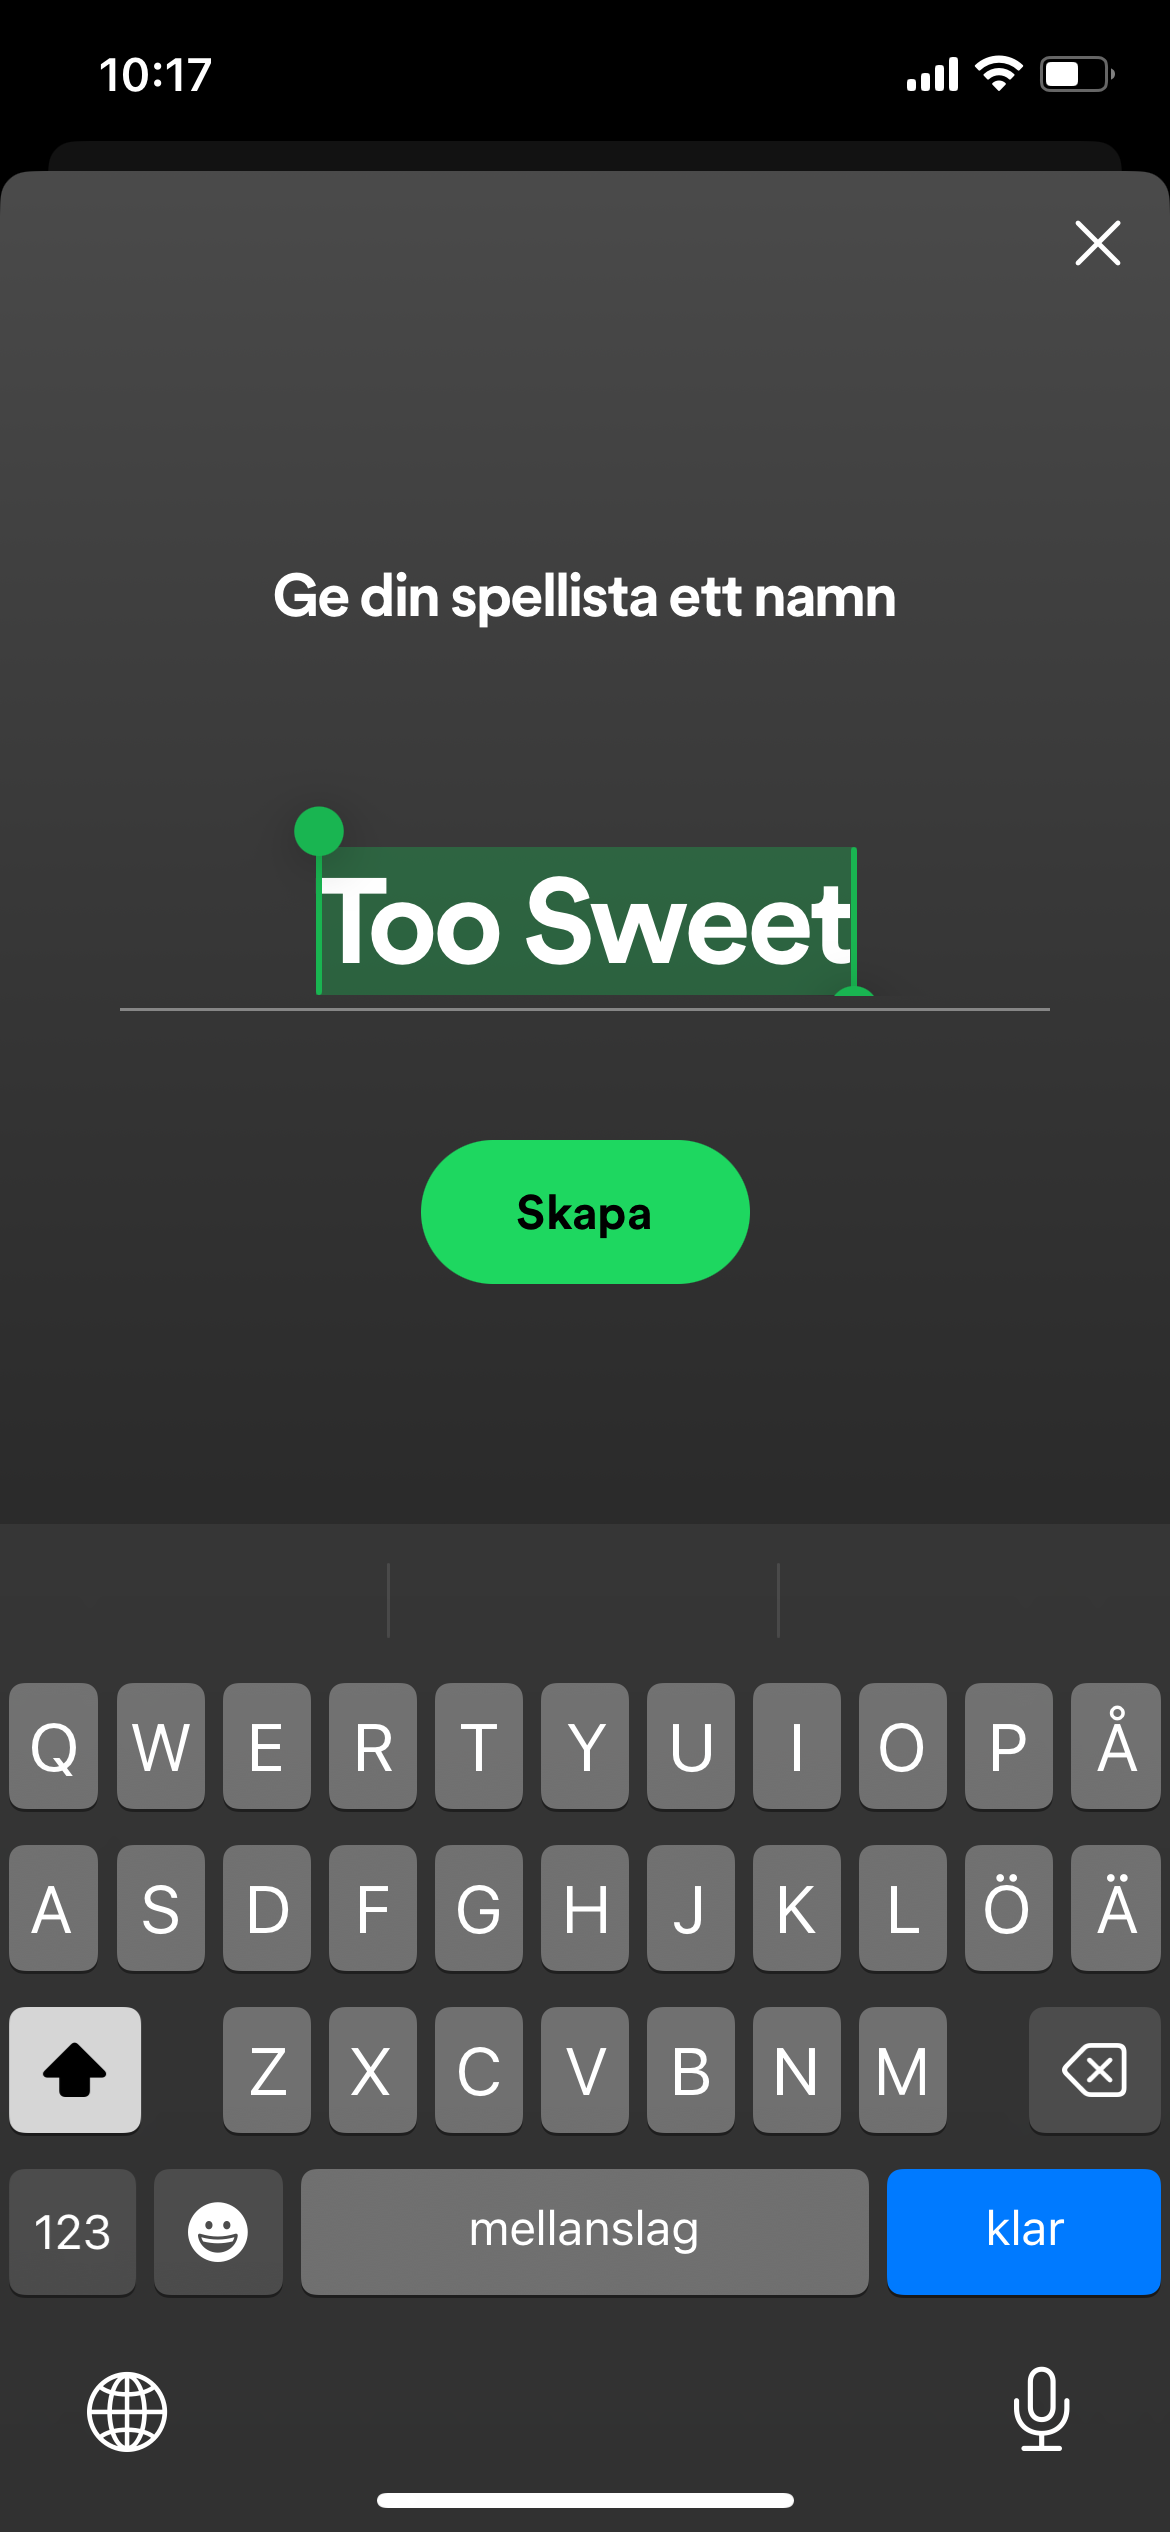 10:17
Ge din spellista ett namn
Too Sweet
Skapa
Q W E R T Y U I O P Å
A S D F G H J K L Ö Ä
Z X C V B N M
123 mellanslag klar